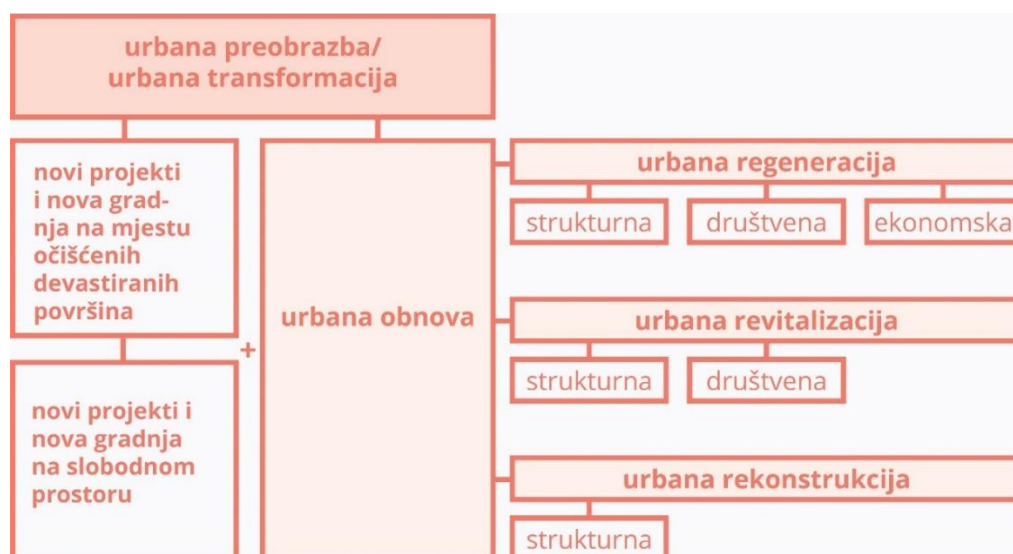 urbana preobrazba/
urbana transformacija
novi projekti
i nova grad-
nja na mjestu
očišćenih
devastiranih
površina
+
novi projekti i
nova gradnja
na slobodnom
prostoru
urbana obnova
urbana regeneracija
strukturna
društvena
ekonomska
urbana revitalizacija
strukturna
društvena
urbana rekonstrukcija
strukturna